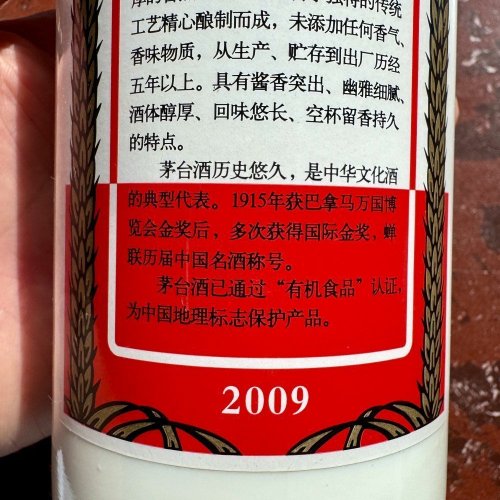 工艺精心酿制而成，未添加任何香气、
香味物质，从生产、贮存到出厂历经
五年以上。具有酱香突出、幽雅细腻、
酒体醇厚、回味悠长、空杯留香持久
的特点。
茅台酒历史悠久，是中华文化酒
的典型代表。1915年获巴拿马万国博
览会金奖后，多次获得国际金奖，蝉
联历届中国名酒称号。
茅台酒已通过“有机食品”认证，
为中国地理标志保护产品。
2009